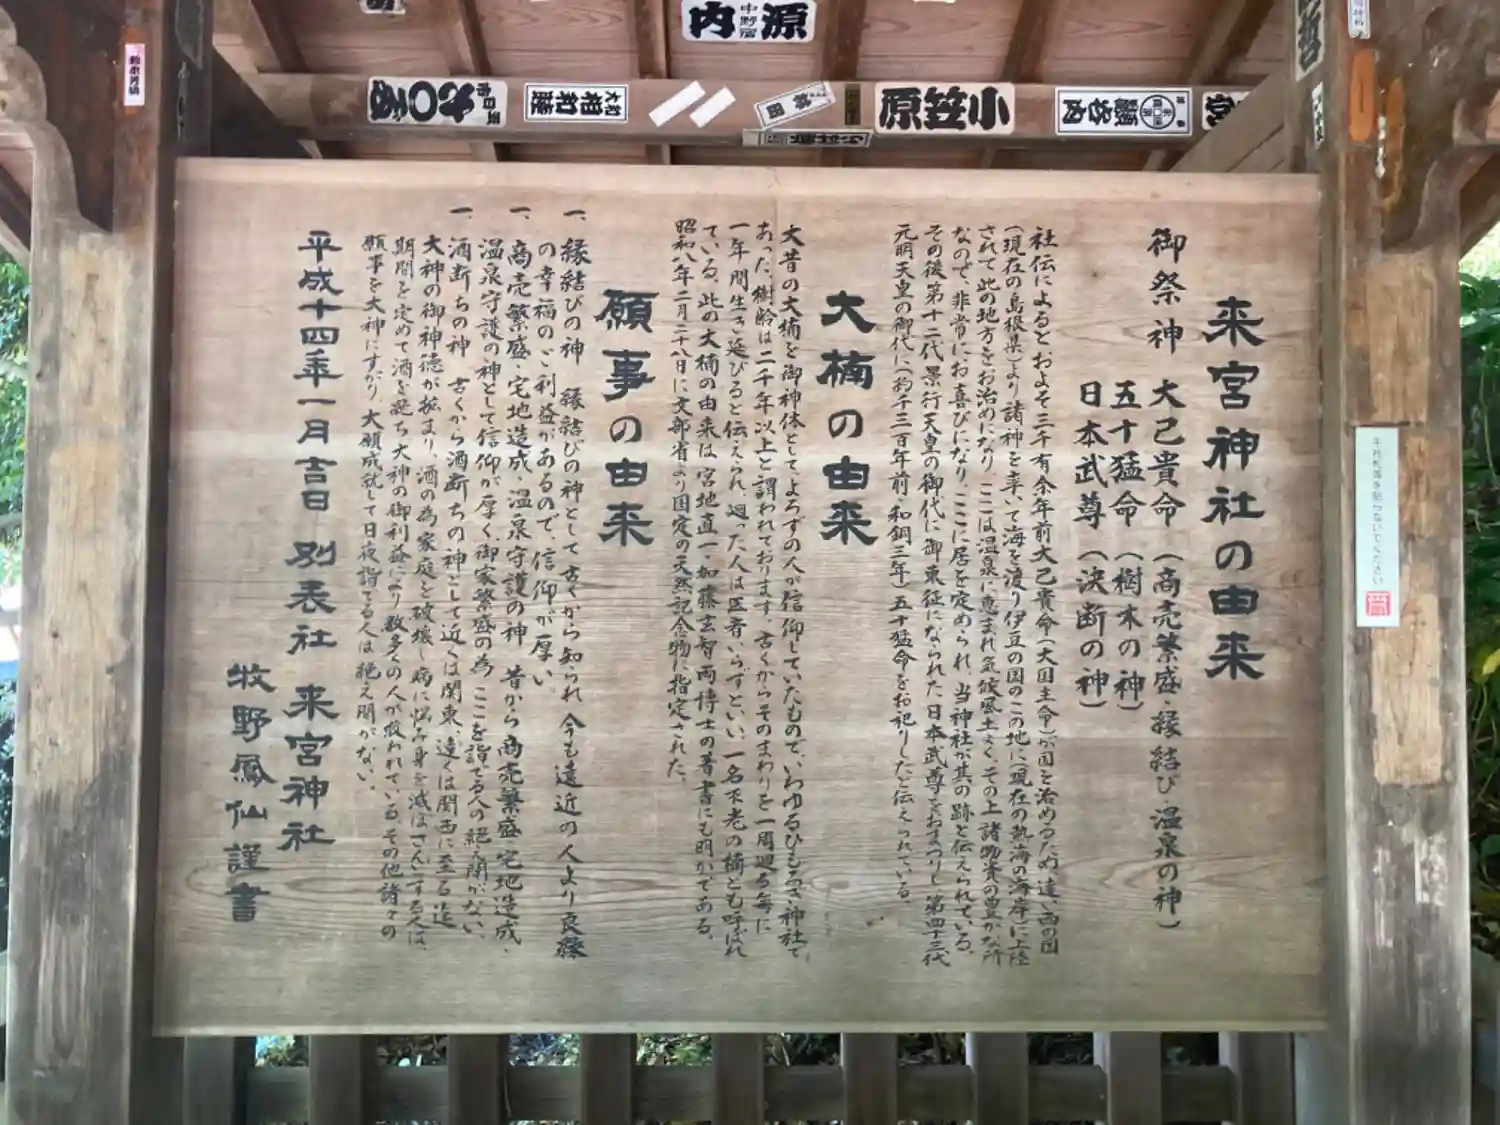 来宮神社の由来
御祭神 大己貴命(商売繁盛・縁結び 温泉の神)
五十猛命(樹木の神)
日本武尊(決断の神)
社伝によるとおよそ三千有余年前大己貴命(大国主命)が国を治めるため、遠い西の国
(現在の島根県)より諸神を率いて海を渡り伊豆の国のこの地に(現在の熱海の海岸)に上陸
されて此の地方をお治めになり、ここは温泉に恵まれ気候風土よく、その上諸物資の豊かな所
なので、非常にお喜びになり、ここに居を定められ、当神社が其の跡と伝えられている、
その後第十二代景行天皇の御代に御東征になられた、日本武尊をおまつりし、第四十三代
元明天皇の御代に(約千三百年前・和銅三年)五十猛命をお祀りしたと伝えられている、
大楠の由来
大昔の大楠を御神体としてよろずの人が信仰していたもので、いわゆるひもろぎ神社で
あった、樹齢は二千年以上と謂われております、古くからそのまわりを一周廻る毎に
一年間生き延びると伝えられ、廻った人は医者いらずといい、一名不老の楠とも呼ばれ
ている。此の大楠の由来は、宮地直一、加藤玄智両博士の著書にも明かである、
昭和八年二月二十八日に文部省より国定の天然記念物に指定された、
願事の由来
一、縁結びの神 縁結びの神として古くから知られ 今も遠近の人より良縁
の幸福のご利益があるので、信仰が厚い。
一、商売繁盛・宅地造成、温泉守護の神 昔から商売繁盛 宅地造成・
温泉守護の神として信仰が厚く、御家繁盛の為 ここを詣でる人の絶え間がない、
一、酒断ちの神 古くから酒断ちの神として近くは関東、遠くは関西に至る迄
大神の御神徳が拡まり、酒の為家庭を破壊し病に悩み身を滅ぼさんとする人は、
期間を定めて酒を断ち大神の御利益により数多くの人が救われている その他諸々の
願事を大神にすがり、大願成就して日夜詣でる人は絶え間がない、
平成十四年一月吉日 別表社 来宮神社
牧野鳳仙 謹書
源 中野宿 内
小笠原
大松 相和睦
千社札等を貼らないでください